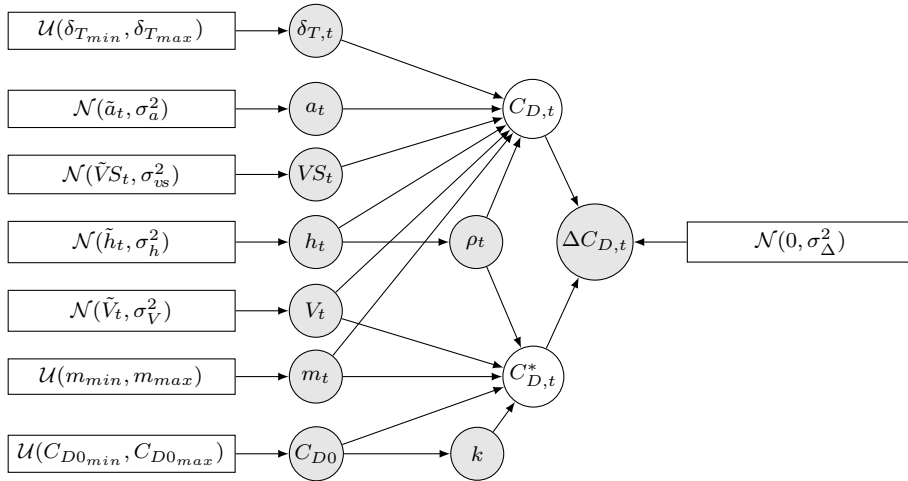 𝒰(δ_{T_{min}}, δ_{T_{max}})
δ_{T,t}
𝒩(ã_t, σ_a^2)
a_t
C_{D,t}
𝒩(ṼS_t, σ_{vs}^2)
VS_t
𝒩(h̃_t, σ_h^2)
h_t
ρ_t
ΔC_{D,t}
𝒩(0, σ_Δ^2)
𝒩(Ṽ_t, σ_V^2)
V_t
𝒰(m_{min}, m_{max})
m_t
C_{D,t}^*
𝒰(C_{D0_{min}}, C_{D0_{max}})
C_{D0}
k